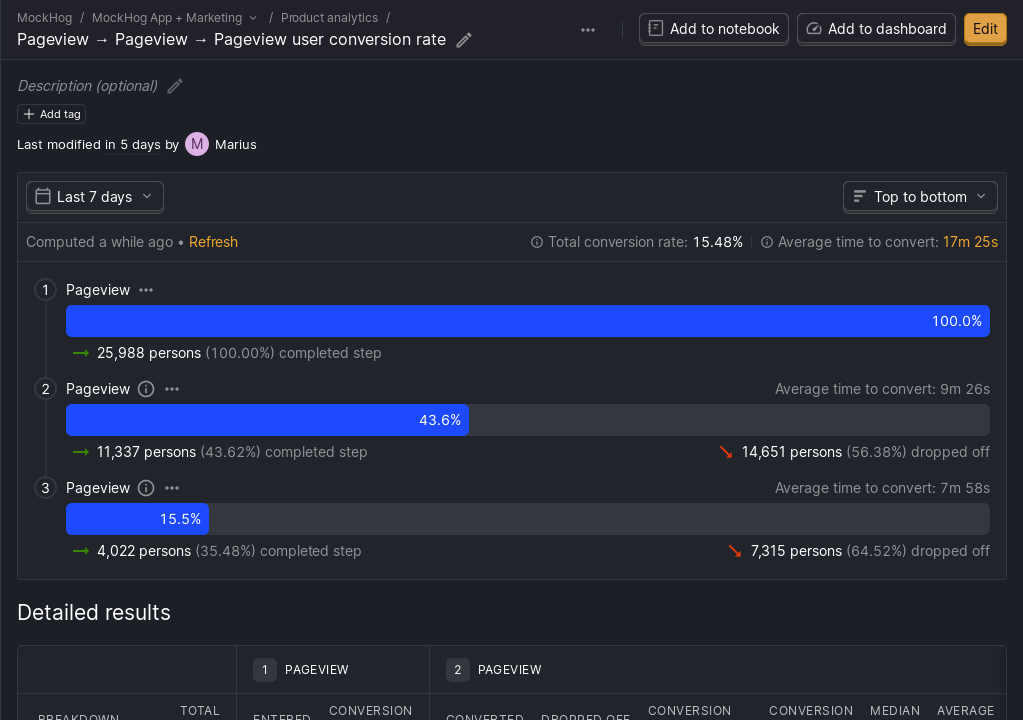 MockHog / MockHog App + Marketing / Product analytics /
Pageview → Pageview → Pageview user conversion rate
Add to notebook
Add to dashboard
Edit
Description (optional)
Add tag
Last modified in 5 days by M Marius
Last 7 days
Top to bottom
Computed a while ago • Refresh
Total conversion rate: 15.48%
Average time to convert: 17m 25s
1 Pageview
100.0%
25,988 persons (100.00%) completed step
2 Pageview
Average time to convert: 9m 26s
43.6%
11,337 persons (43.62%) completed step
14,651 persons (56.38%) dropped off
3 Pageview
Average time to convert: 7m 58s
15.5%
4,022 persons (35.48%) completed step
7,315 persons (64.52%) dropped off
Detailed results
1 PAGEVIEW
2 PAGEVIEW
TOTAL
CONVERSION
CONVERSION
CONVERSION
MEDIAN
AVERAGE
BREAKDOWN
ENTERED
CONVERTED
DROPPED OFF